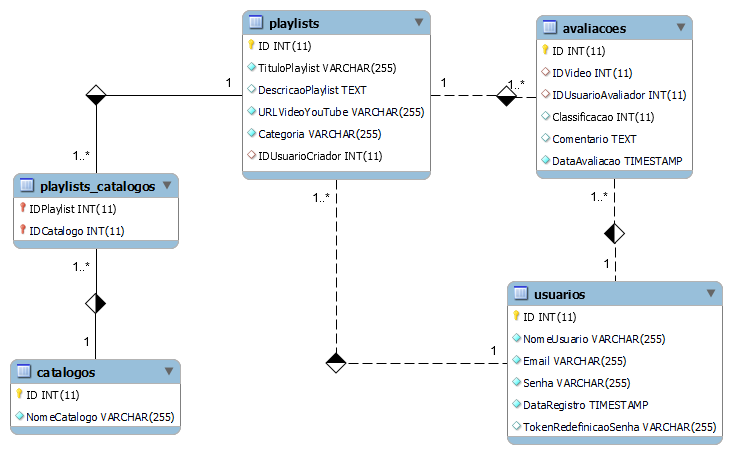 playlists
ID INT(11)
TituloPlaylist VARCHAR(255)
DescricaoPlaylist TEXT
URLVideoYouTube VARCHAR(255)
Categoria VARCHAR(255)
IDUsuarioCriador INT(11)
avaliacoes
ID INT(11)
IDVideo INT(11)
IDUsuarioAvaliador INT(11)
Classificacao INT(11)
Comentario TEXT
DataAvaliacao TIMESTAMP
1
1
1..*
1..*
playlists_catalogos
IDPlaylist INT(11)
IDCatalogo INT(11)
1..*
1..*
1..*
1
1
1
catalogos
ID INT(11)
NomeCatalogo VARCHAR(255)
usuarios
ID INT(11)
NomeUsuario VARCHAR(255)
Email VARCHAR(255)
Senha VARCHAR(255)
DataRegistro TIMESTAMP
TokenRedefinicaoSenha VARCHAR(255)